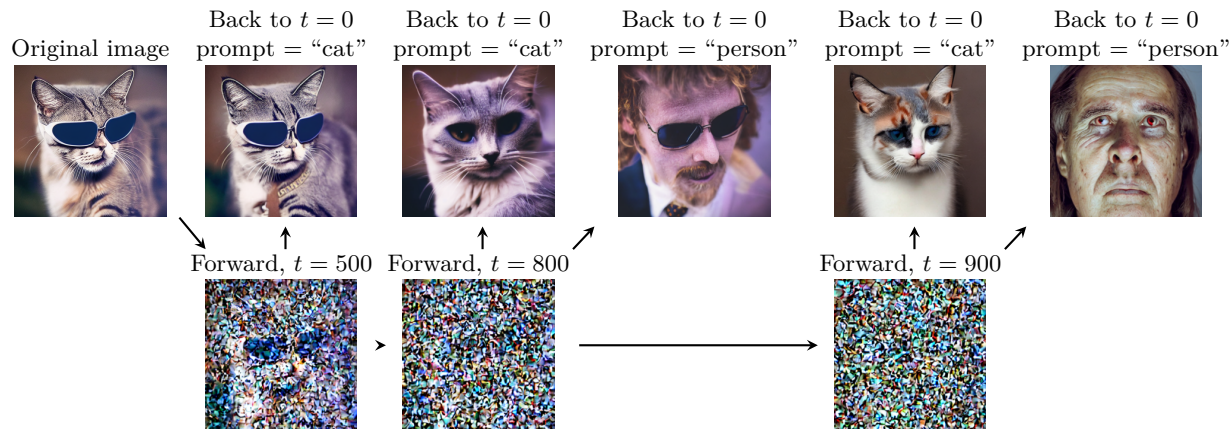 Original image
Back to t = 0
prompt = “cat”
Back to t = 0
prompt = “cat”
Back to t = 0
prompt = “person”
Back to t = 0
prompt = “cat”
Back to t = 0
prompt = “person”
Forward, t = 500
Forward, t = 800
Forward, t = 900